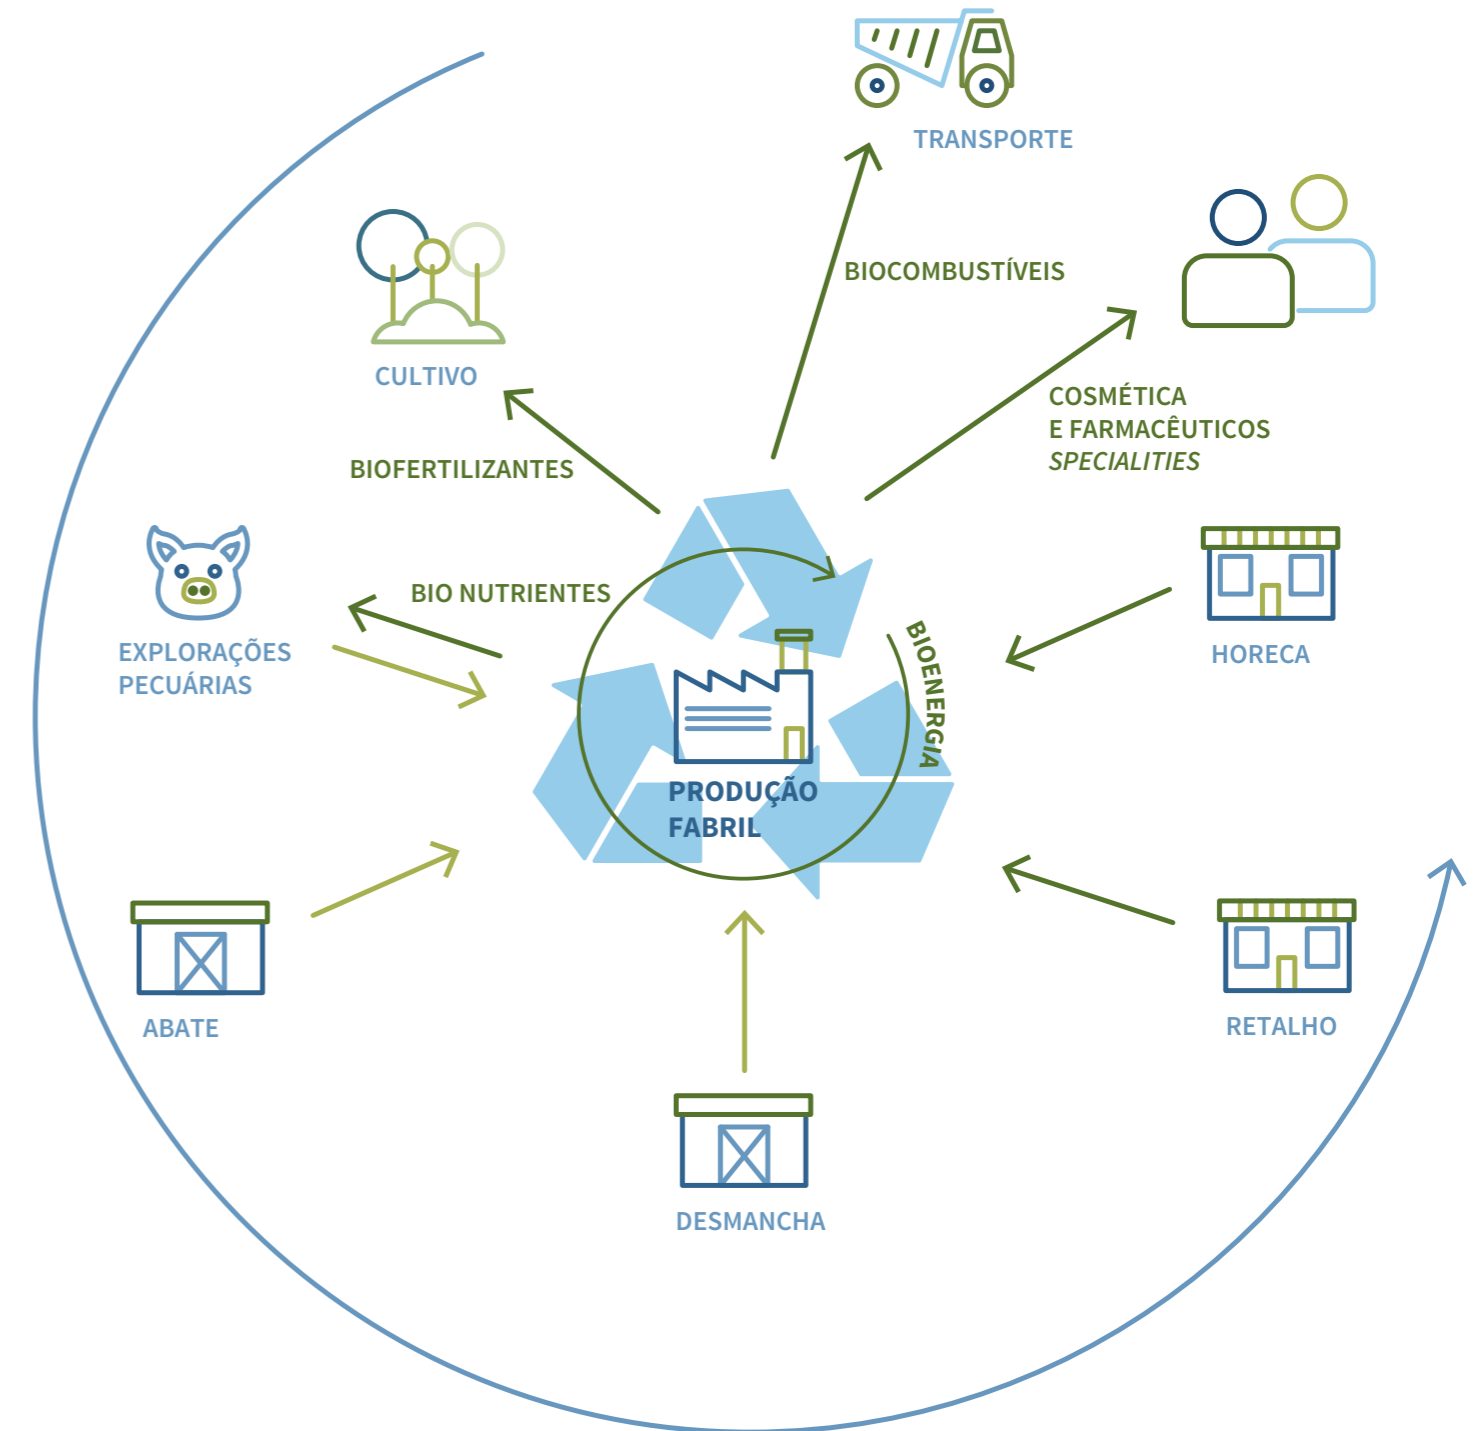 TRANSPORTE
BIOCOMBUSTÍVEIS
CULTIVO
COSMÉTICA
E FARMACÊUTICOS
SPECIALITIES
BIOFERTILIZANTES
BIO NUTRIENTES
EXPLORAÇÕES
PECUÁRIAS
HORECA
BIOENERGIA
PRODUÇÃO
FABRIL
ABATE
RETALHO
DESMANCHA